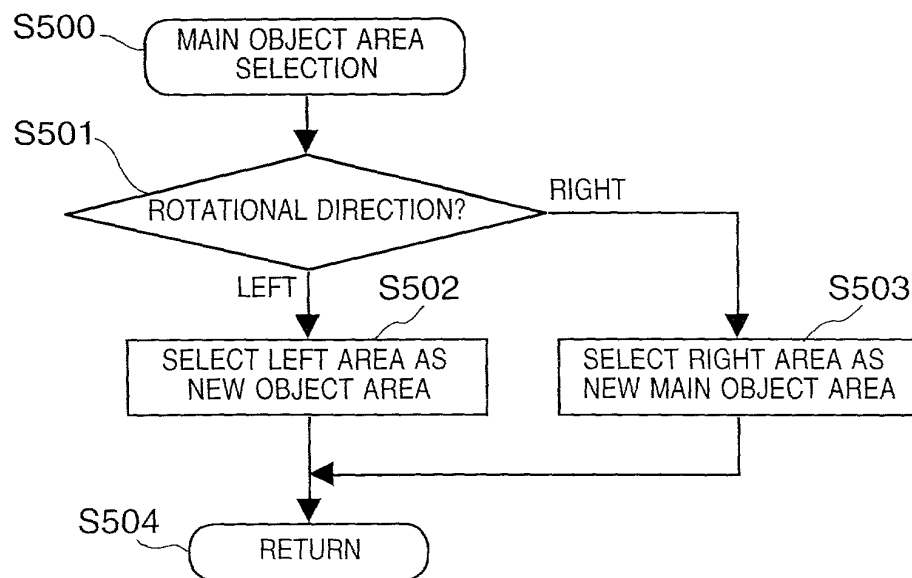 S500
MAIN OBJECT AREA
SELECTION
S501
ROTATIONAL DIRECTION?
RIGHT
LEFT
S502
S503
SELECT LEFT AREA AS
NEW OBJECT AREA
SELECT RIGHT AREA AS
NEW MAIN OBJECT AREA
S504
RETURN